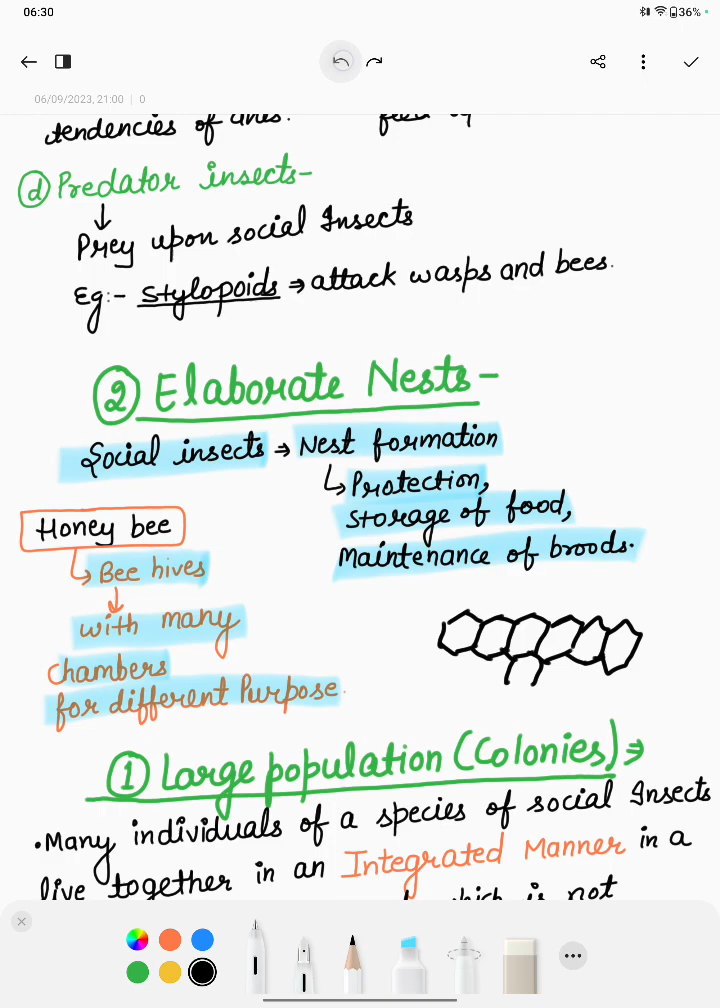 06:30
36%
06/09/2023, 21:00 | 0
tendencies of
ⓓ Predator insects-
↓
Prey upon social Insects
Eg:- Stylopoids → attack wasps and bees.
② Elaborate Nests-
Social insects → Nest formation
↳ Protection,
Storage of food,
Maintenance of broods.
Honey bee
↳ Bee hives
↓
with many
chambers
for different Purpose.
① Large population (Colonies) ⇒
• Many individuals of a species of social Insects
live together in an Integrated Manner in a
which is not